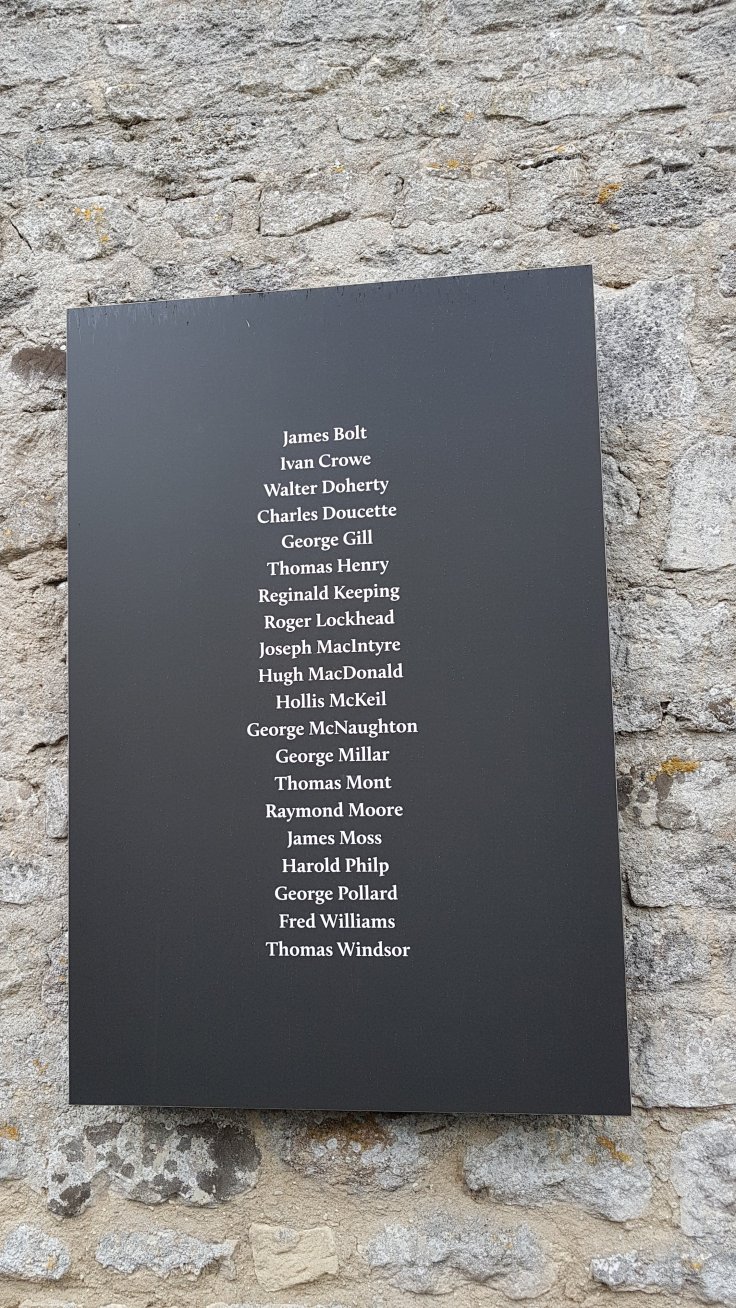 James Bolt
Ivan Crowe
Walter Doherty
Charles Doucette
George Gill
Thomas Henry
Reginald Keeping
Roger Lockhead
Joseph MacIntyre
Hugh MacDonald
Hollis McKeil
George McNaughton
George Millar
Thomas Mont
Raymond Moore
James Moss
Harold Philp
George Pollard
Fred Williams
Thomas Windsor